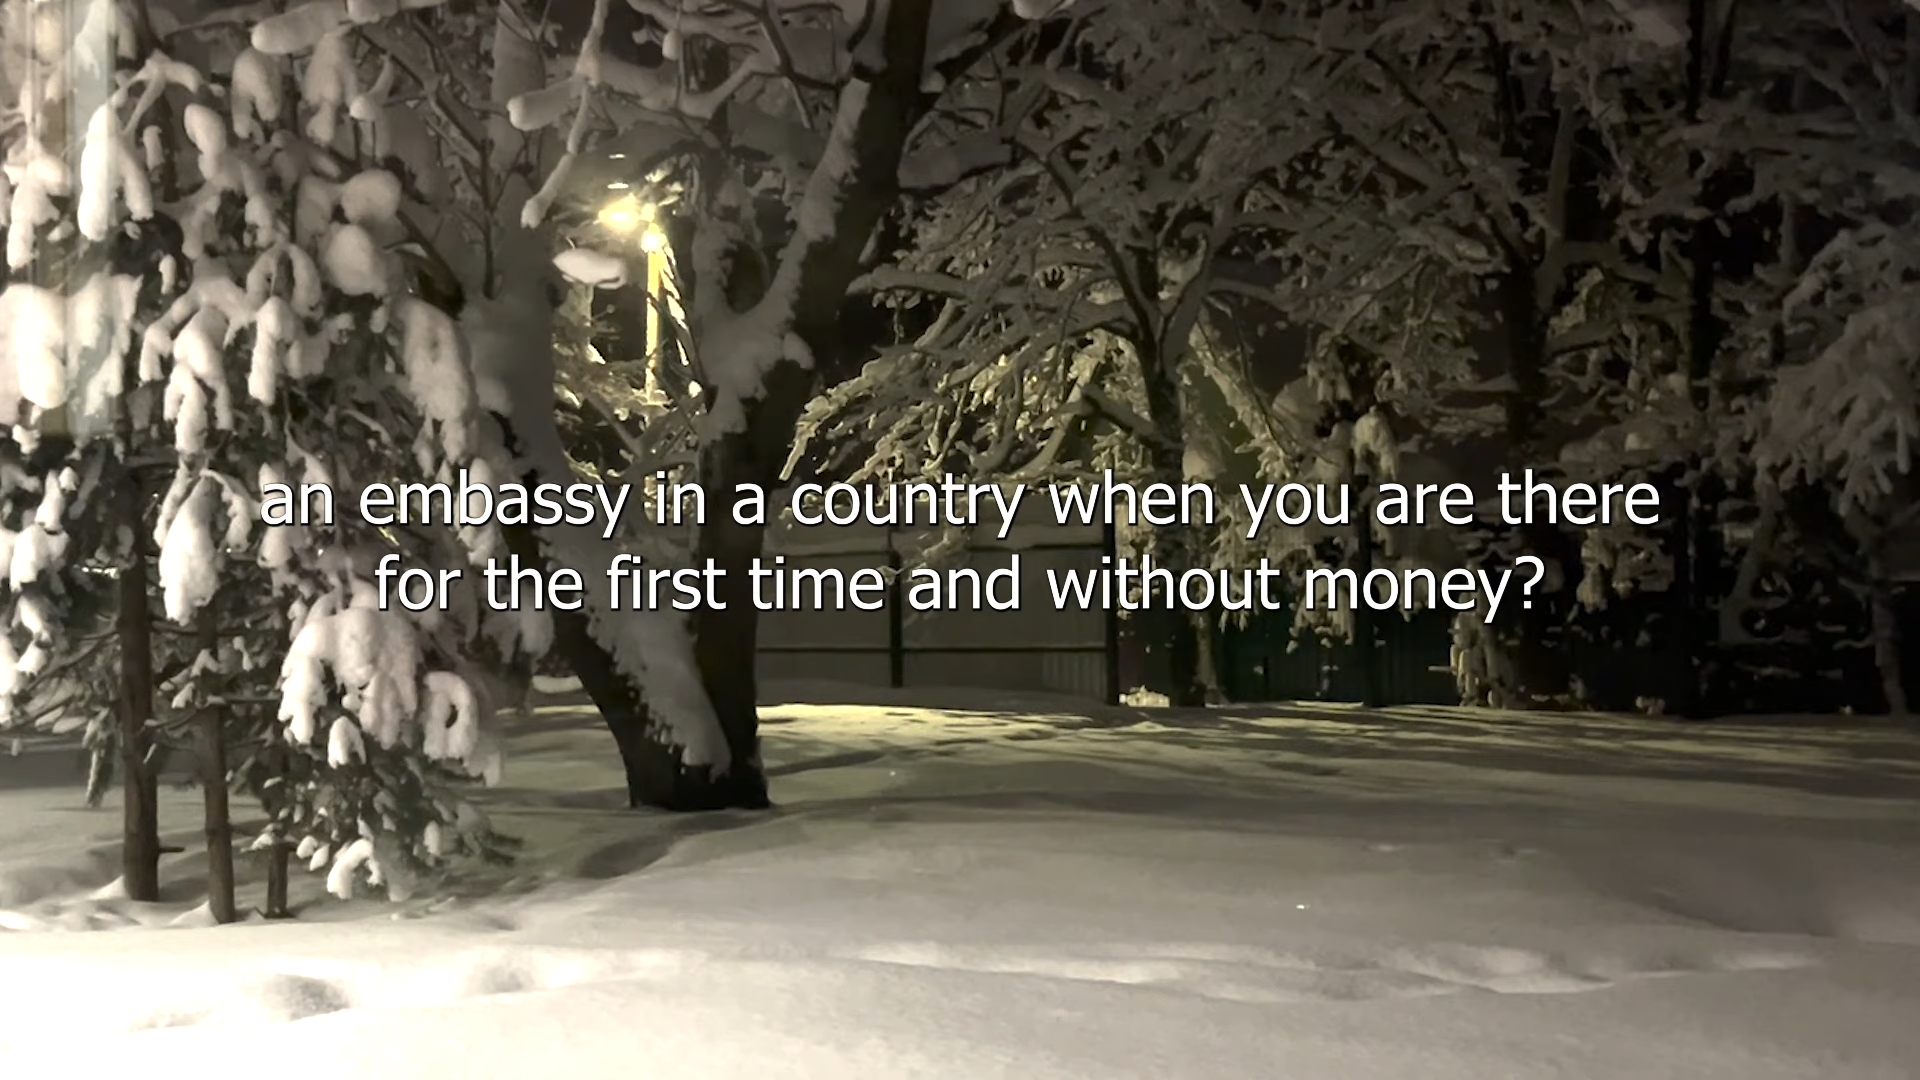 an embassy in a country when you are there
for the first time and without money?